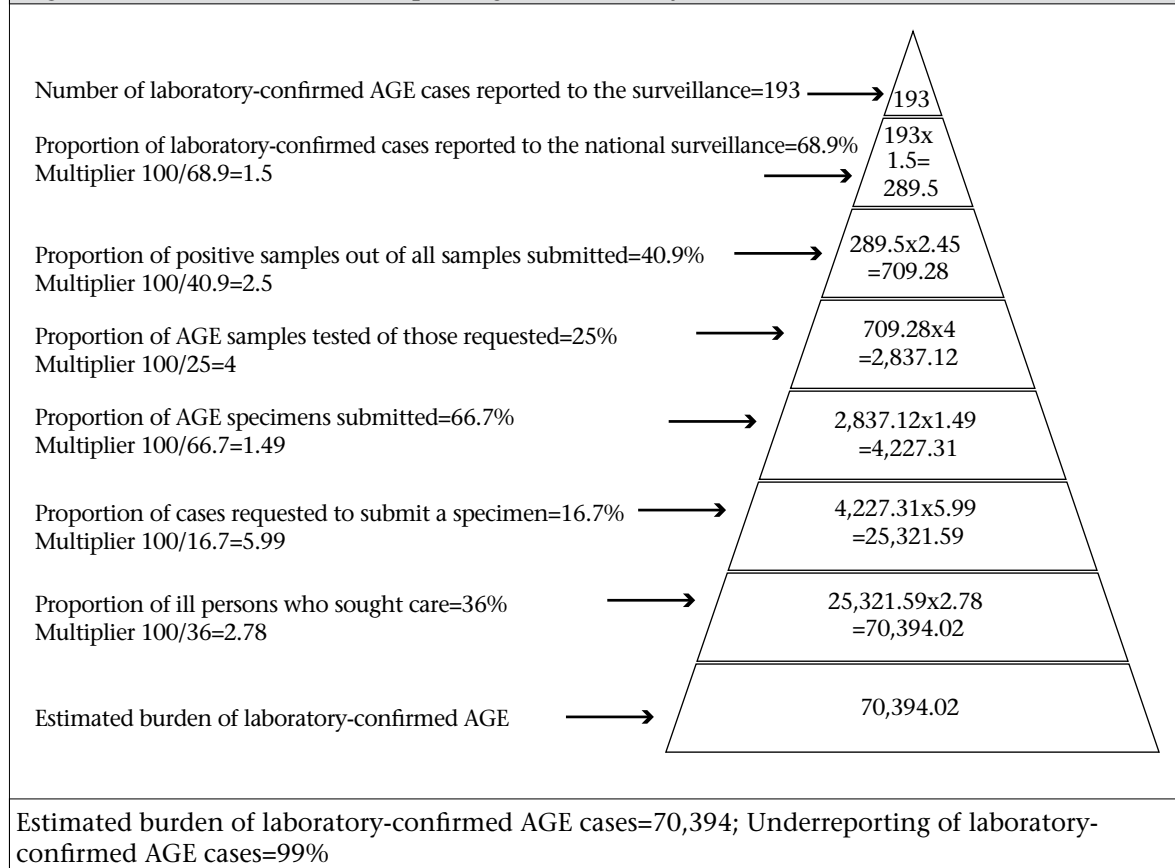 Number of laboratory-confirmed AGE cases reported to the surveillance=193
193
Proportion of laboratory-confirmed cases reported to the national surveillance=68.9%
Multiplier 100/68.9=1.5
193x
1.5=
289.5
Proportion of positive samples out of all samples submitted=40.9%
Multiplier 100/40.9=2.5
289.5x2.45
=709.28
Proportion of AGE samples tested of those requested=25%
Multiplier 100/25=4
709.28x4
=2,837.12
Proportion of AGE specimens submitted=66.7%
Multiplier 100/66.7=1.49
2,837.12x1.49
=4,227.31
Proportion of cases requested to submit a specimen=16.7%
Multiplier 100/16.7=5.99
4,227.31x5.99
=25,321.59
Proportion of ill persons who sought care=36%
Multiplier 100/36=2.78
25,321.59x2.78
=70,394.02
Estimated burden of laboratory-confirmed AGE
70,394.02
Estimated burden of laboratory-confirmed AGE cases=70,394; Underreporting of laboratory-
confirmed AGE cases=99%